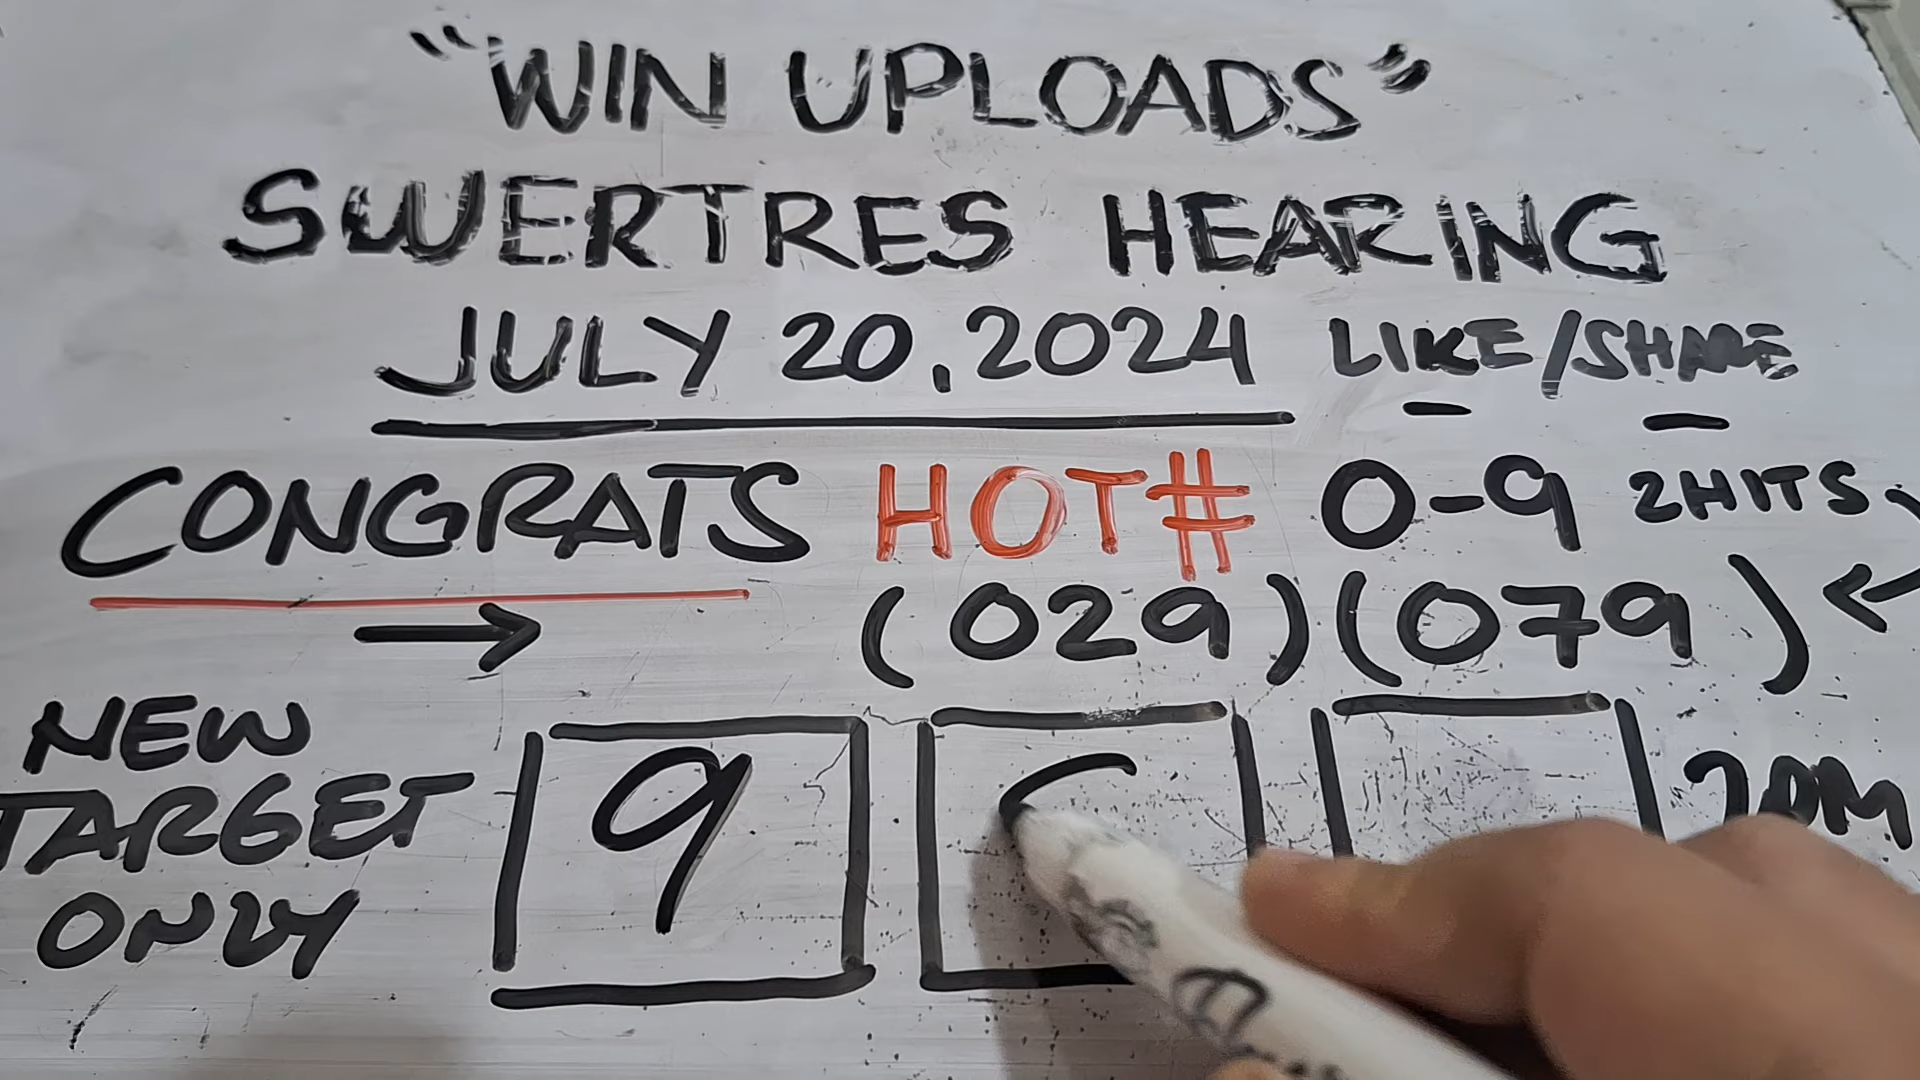 "WIN UPLOADS"
SWERTRES HEARING
JULY 20, 2024 LIKE/SHARE
CONGRATS HOT# 0-9 2HITS
(029)(079)
NEW
TARGET
ONLY
9
2PM